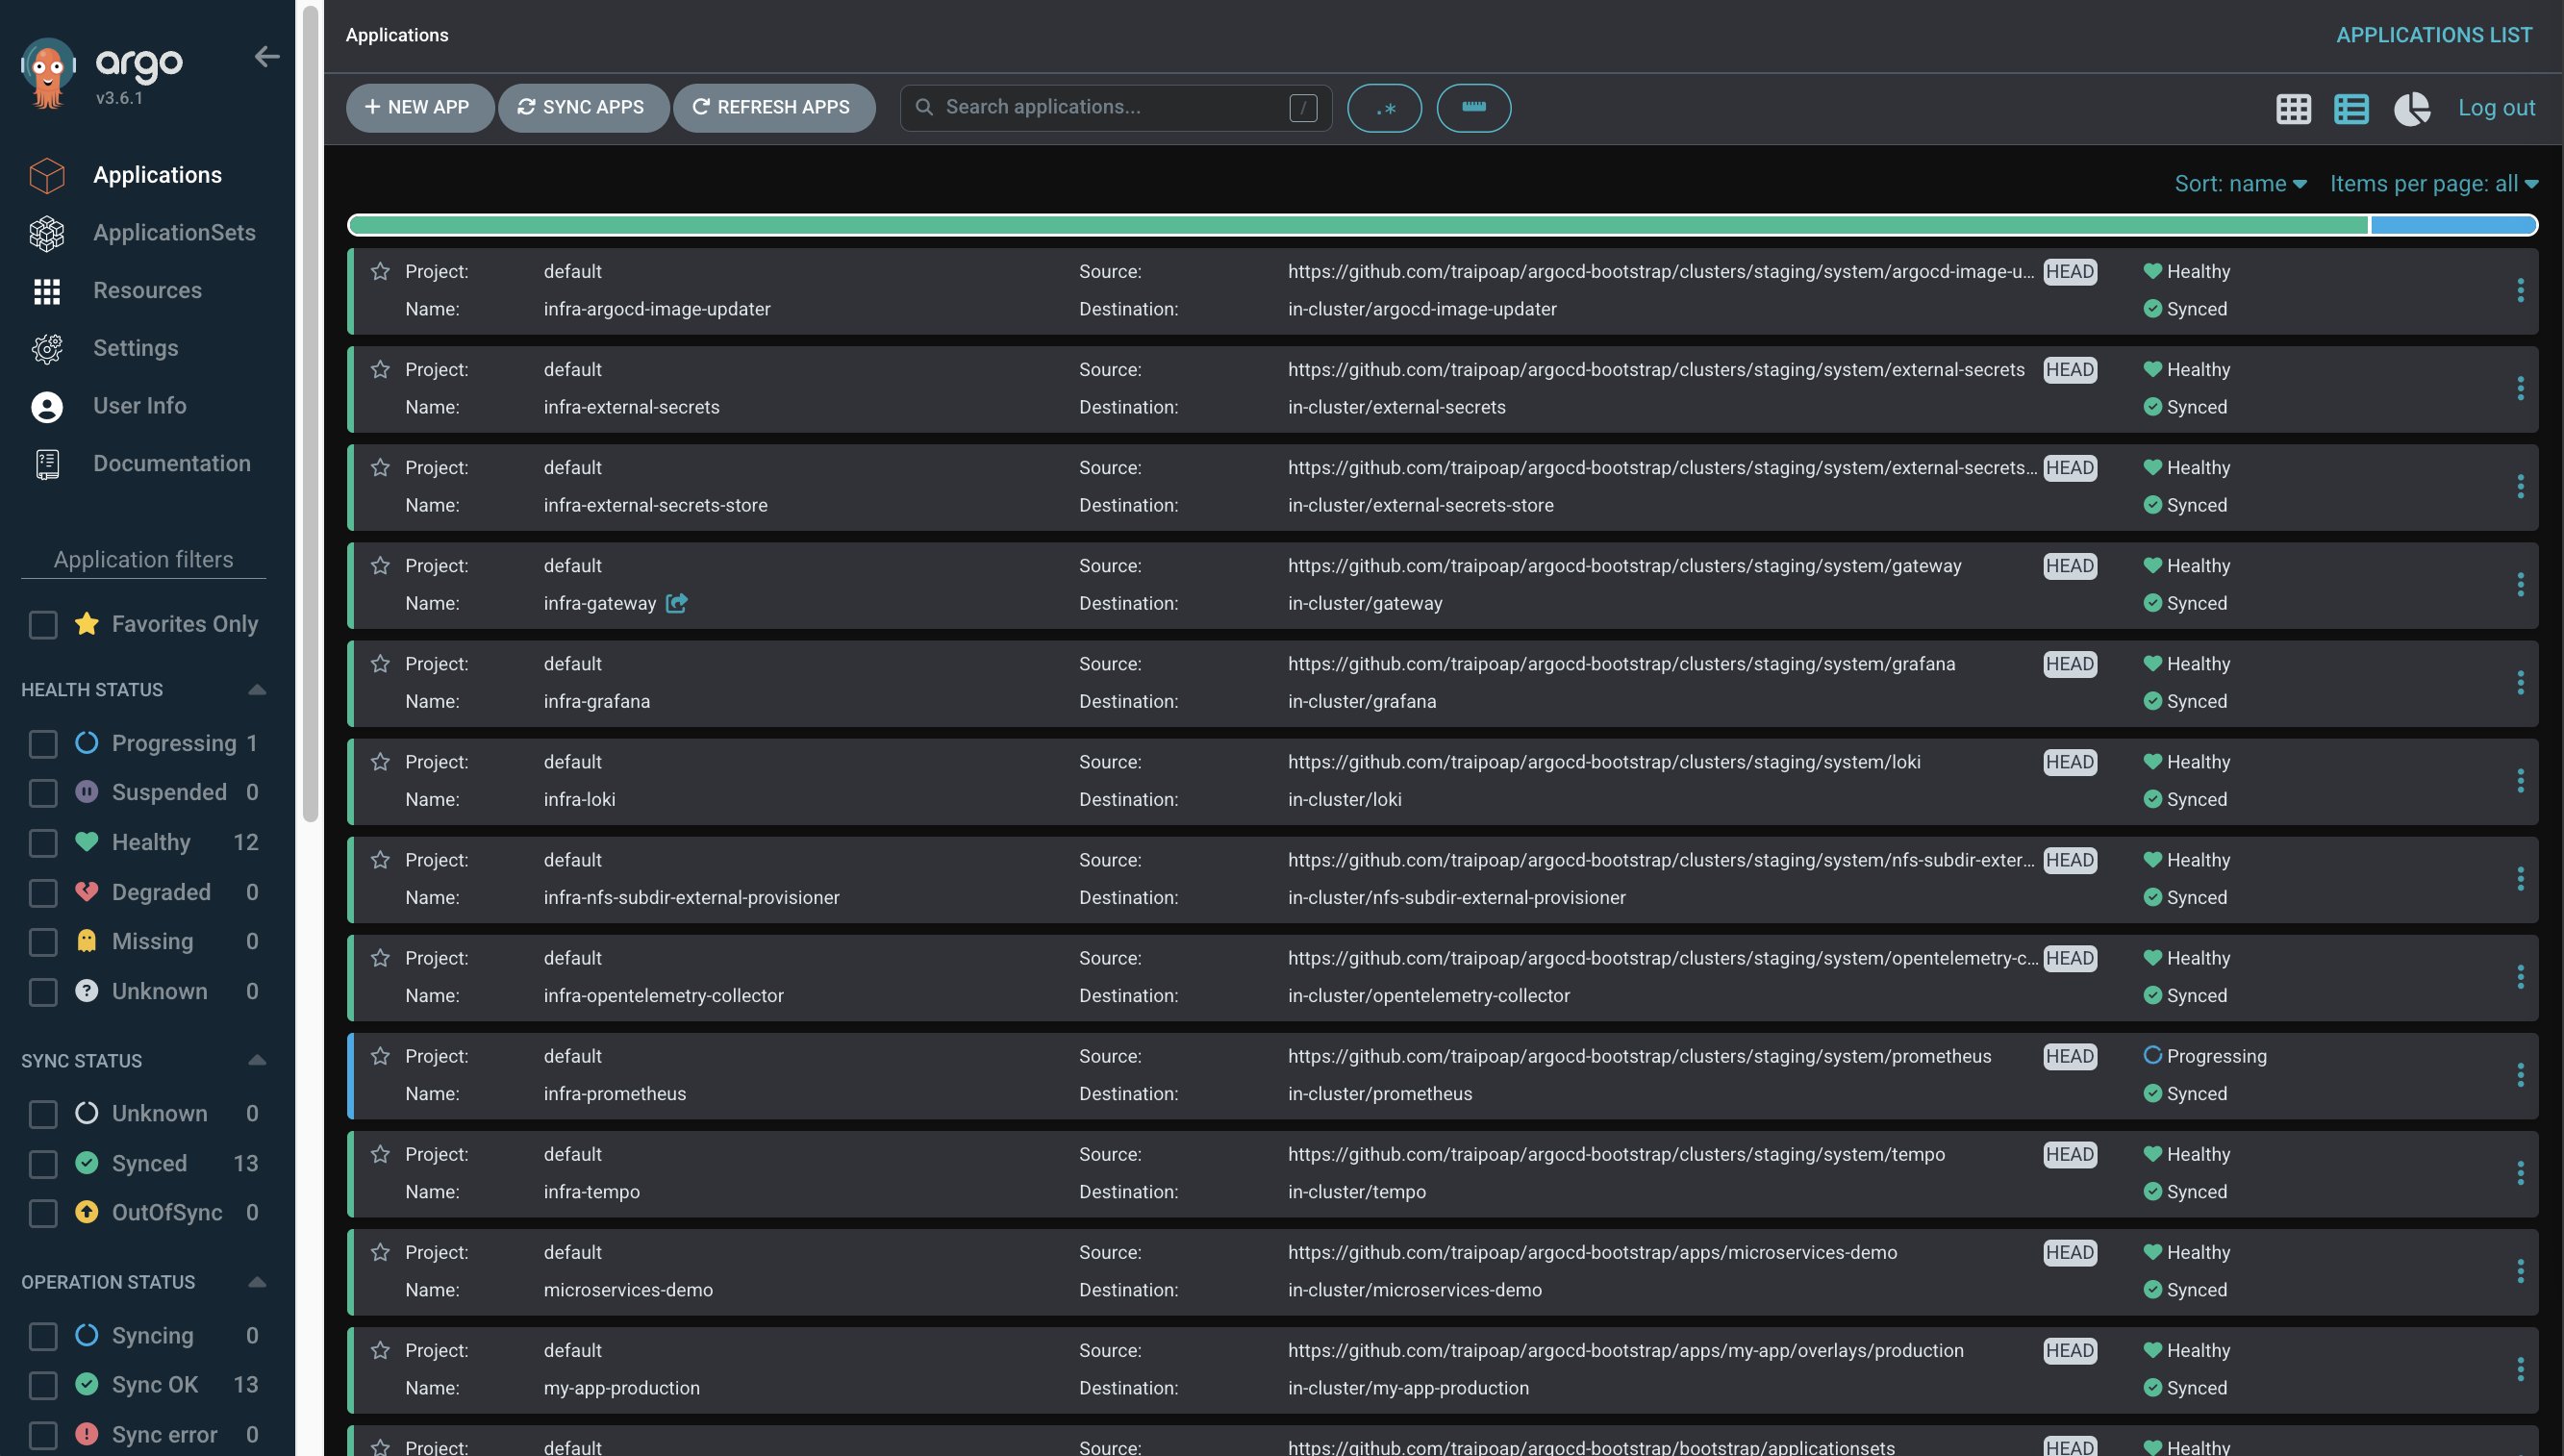 argo
v3.6.1
Applications
ApplicationSets
Resources
Settings
User Info
Documentation
Application filters
Favorites Only
HEALTH STATUS
Progressing 1
Suspended 0
Healthy 12
Degraded 0
Missing 0
Unknown 0
SYNC STATUS
Unknown 0
Synced 13
OutOfSync 0
OPERATION STATUS
Syncing 0
Sync OK 13
Sync error 0
Applications
APPLICATIONS LIST
NEW APP
SYNC APPS
REFRESH APPS
Search applications...
/
.*
Log out
Sort: name
Items per page: all
Project: default Source: https://github.com/traipoap/argocd-bootstrap/clusters/staging/system/argocd-image-u... HEAD Healthy
Name: infra-argocd-image-updater Destination: in-cluster/argocd-image-updater Synced
Project: default Source: https://github.com/traipoap/argocd-bootstrap/clusters/staging/system/external-secrets HEAD Healthy
Name: infra-external-secrets Destination: in-cluster/external-secrets Synced
Project: default Source: https://github.com/traipoap/argocd-bootstrap/clusters/staging/system/external-secrets... HEAD Healthy
Name: infra-external-secrets-store Destination: in-cluster/external-secrets-store Synced
Project: default Source: https://github.com/traipoap/argocd-bootstrap/clusters/staging/system/gateway HEAD Healthy
Name: infra-gateway Destination: in-cluster/gateway Synced
Project: default Source: https://github.com/traipoap/argocd-bootstrap/clusters/staging/system/grafana HEAD Healthy
Name: infra-grafana Destination: in-cluster/grafana Synced
Project: default Source: https://github.com/traipoap/argocd-bootstrap/clusters/staging/system/loki HEAD Healthy
Name: infra-loki Destination: in-cluster/loki Synced
Project: default Source: https://github.com/traipoap/argocd-bootstrap/clusters/staging/system/nfs-subdir-exter... HEAD Healthy
Name: infra-nfs-subdir-external-provisioner Destination: in-cluster/nfs-subdir-external-provisioner Synced
Project: default Source: https://github.com/traipoap/argocd-bootstrap/clusters/staging/system/opentelemetry-c... HEAD Healthy
Name: infra-opentelemetry-collector Destination: in-cluster/opentelemetry-collector Synced
Project: default Source: https://github.com/traipoap/argocd-bootstrap/clusters/staging/system/prometheus HEAD Progressing
Name: infra-prometheus Destination: in-cluster/prometheus Synced
Project: default Source: https://github.com/traipoap/argocd-bootstrap/clusters/staging/system/tempo HEAD Healthy
Name: infra-tempo Destination: in-cluster/tempo Synced
Project: default Source: https://github.com/traipoap/argocd-bootstrap/apps/microservices-demo HEAD Healthy
Name: microservices-demo Destination: in-cluster/microservices-demo Synced
Project: default Source: https://github.com/traipoap/argocd-bootstrap/apps/my-app/overlays/production HEAD Healthy
Name: my-app-production Destination: in-cluster/my-app-production Synced
Project: default Source: https://github.com/traipoap/argocd-bootstrap/bootstrap/applicationsets HEAD Healthy